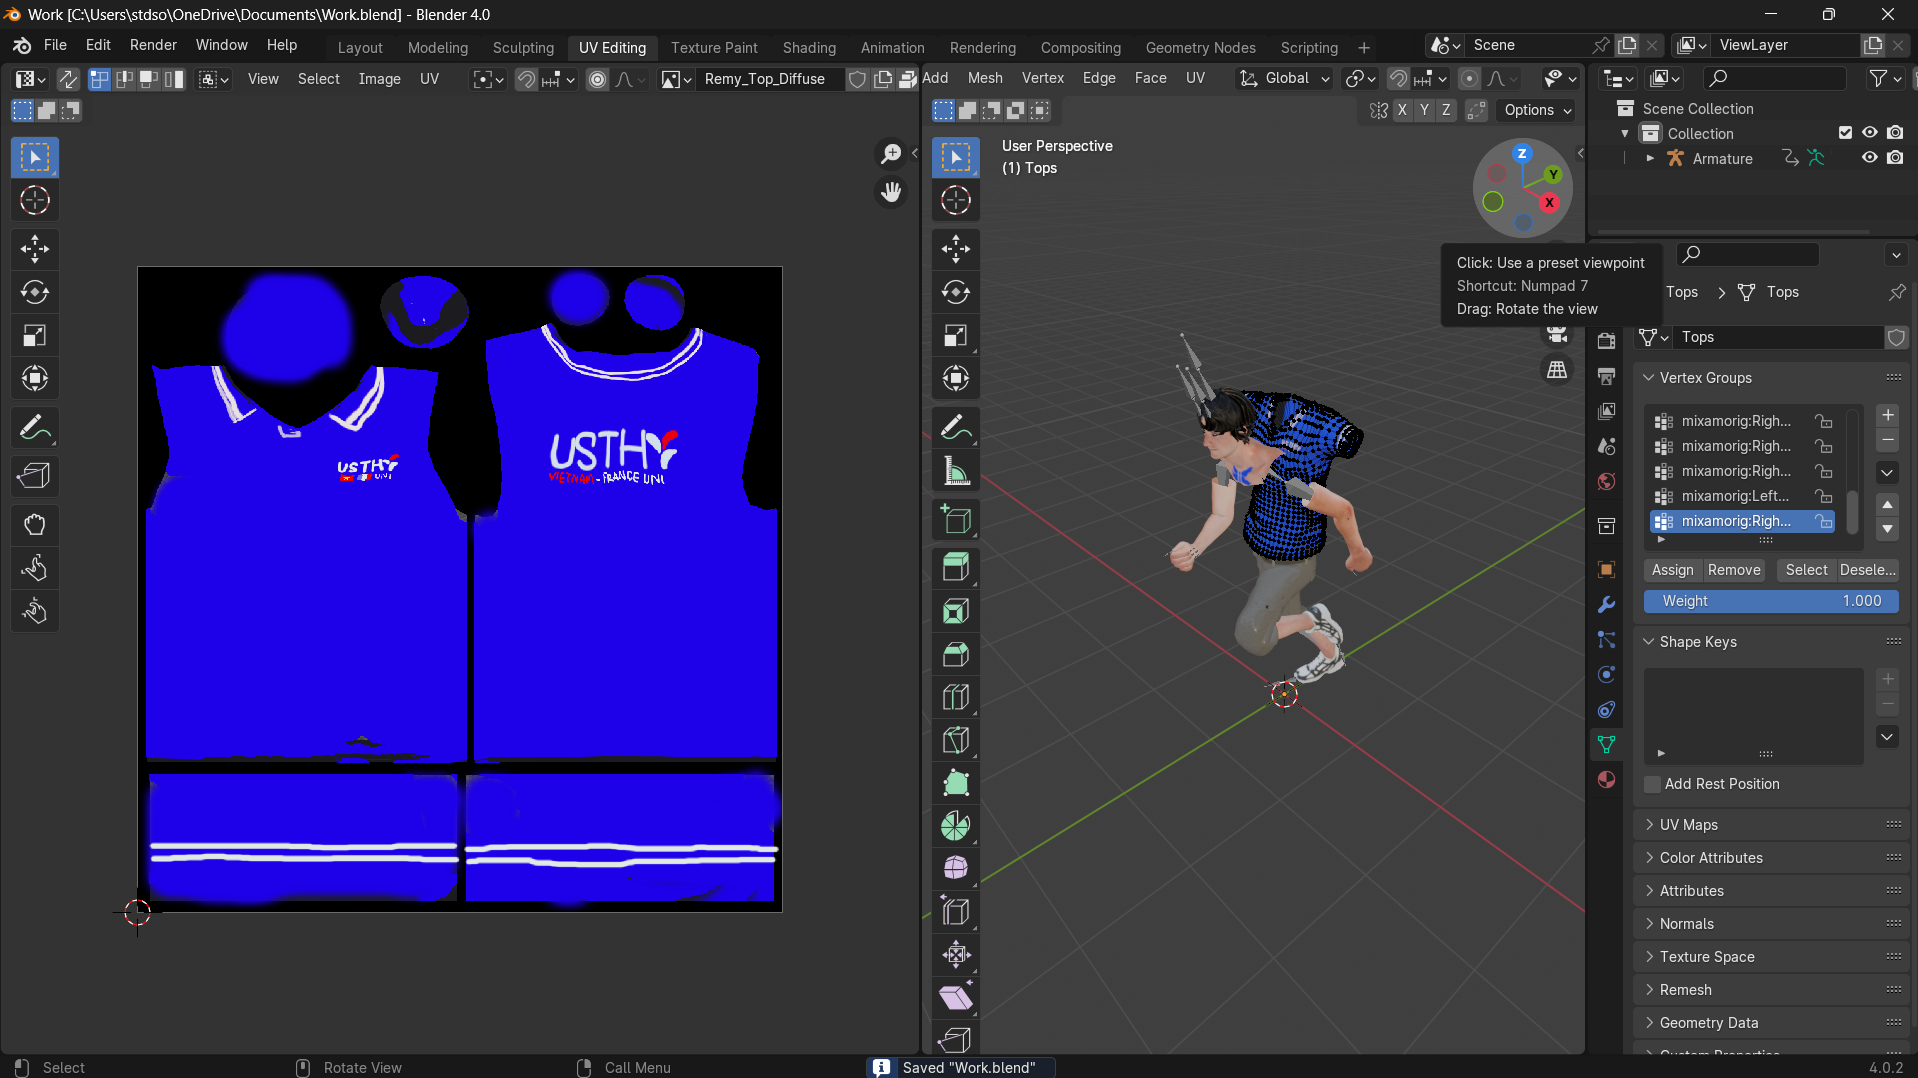 Work [C:\Users\stdso\OneDrive\Documents\Work.blend] - Blender 4.0
File Edit Render Window Help
Layout Modeling Sculpting UV Editing Texture Paint Shading Animation Rendering Compositing Geometry Nodes Scripting +
Scene
ViewLayer
View Select Image UV
Remy_Top_Diffuse
Add Mesh Vertex Edge Face UV
Global
X Y Z
Options
User Perspective
(1) Tops
Z
Y
X
Scene Collection
Collection
Armature
Click: Use a preset viewpoint
Shortcut: Numpad 7
Drag: Rotate the view
Tops > Tops
Tops
Vertex Groups
mixamorig:Righ...
mixamorig:Righ...
mixamorig:Righ...
mixamorig:Left...
mixamorig:Righ...
Assign Remove Select Desele...
Weight 1.000
Shape Keys
Add Rest Position
UV Maps
Color Attributes
Attributes
Normals
Texture Space
Remesh
Geometry Data
Custom Properties
USTH
UNI
USTH
VIETNAM - FRANCE UNI
Select
Rotate View
Call Menu
Saved "Work.blend"
4.0.2